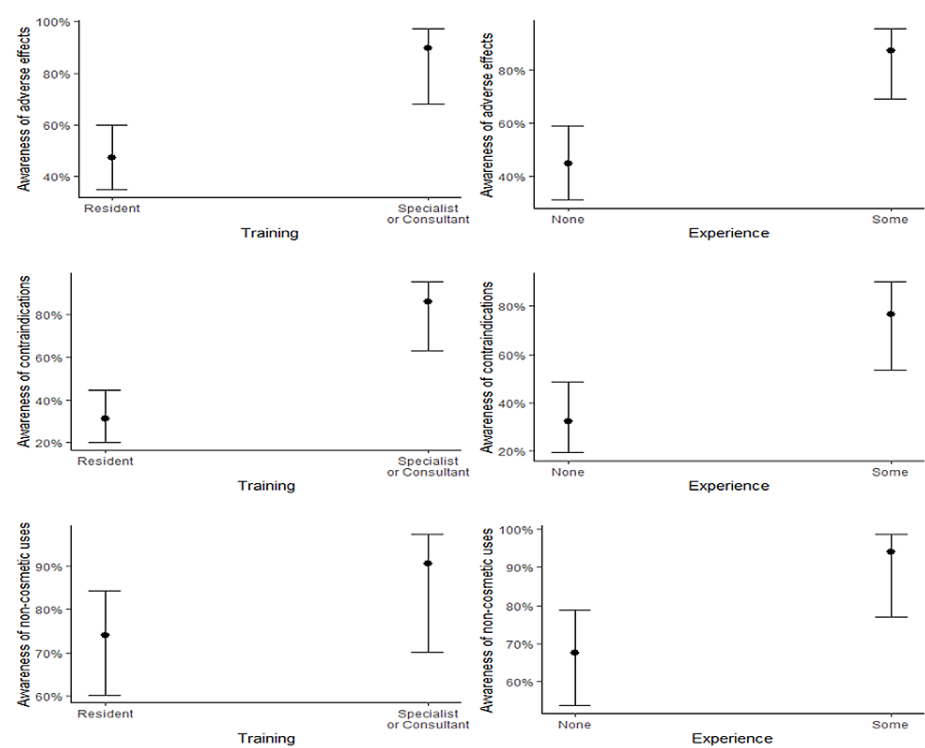 Awareness of adverse effects
100%
80%
60%
40%
Resident
Specialist
or Consultant
Training
Awareness of adverse effects
80%
60%
40%
None
Some
Experience
Awareness of contraindications
80%
60%
40%
20%
Resident
Specialist
or Consultant
Training
Awareness of contraindications
80%
60%
40%
20%
None
Some
Experience
Awareness of non-cosmetic uses
90%
80%
70%
60%
Resident
Specialist
or Consultant
Training
Awareness of non-cosmetic uses
100%
90%
80%
70%
60%
None
Some
Experience